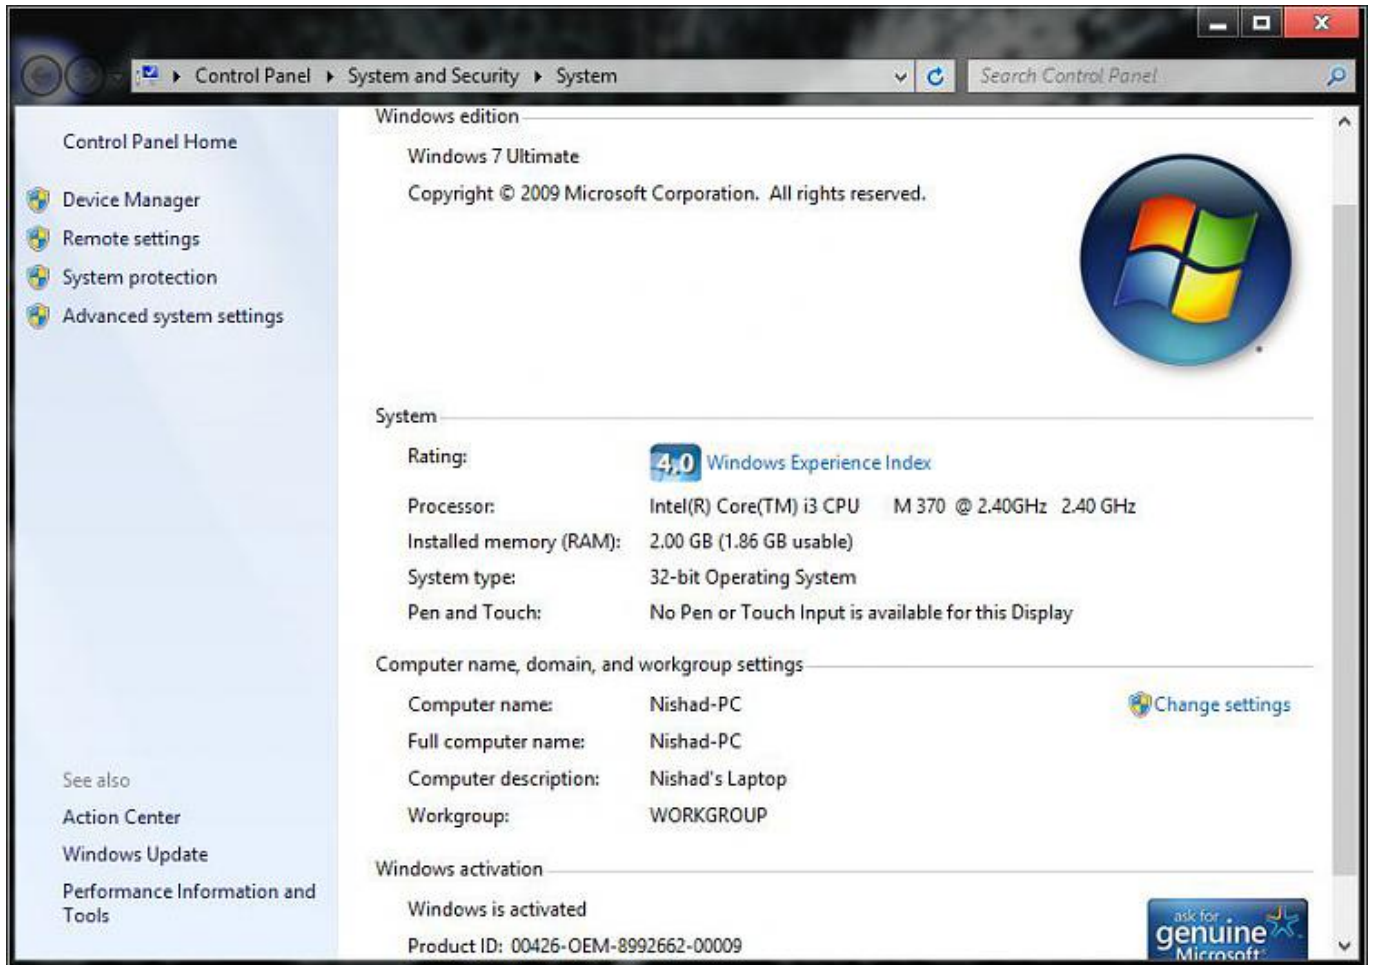 Control Panel ▸ System and Security ▸ System
Search Control Panel
Control Panel Home
Device Manager
Remote settings
System protection
Advanced system settings
See also
Action Center
Windows Update
Performance Information and
Tools
Windows edition
Windows 7 Ultimate
Copyright © 2009 Microsoft Corporation. All rights reserved.
System
Rating: 4,0 Windows Experience Index
Processor: Intel(R) Core(TM) i3 CPU M 370 @ 2.40GHz 2.40 GHz
Installed memory (RAM): 2.00 GB (1.86 GB usable)
System type: 32-bit Operating System
Pen and Touch: No Pen or Touch Input is available for this Display
Computer name, domain, and workgroup settings
Computer name: Nishad-PC Change settings
Full computer name: Nishad-PC
Computer description: Nishad's Laptop
Workgroup: WORKGROUP
Windows activation
Windows is activated
Product ID: 00426-OEM-8992662-00009
ask for
genuine
Microsoft